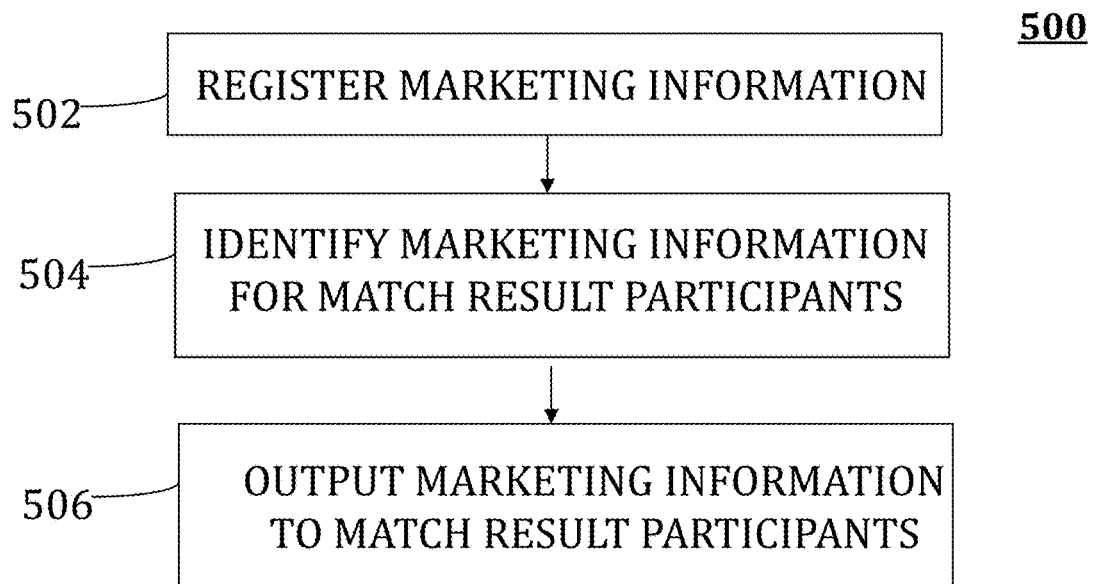 500
REGISTER MARKETING INFORMATION
502
IDENTIFY MARKETING INFORMATION
FOR MATCH RESULT PARTICIPANTS
504
OUTPUT MARKETING INFORMATION
TO MATCH RESULT PARTICIPANTS
506